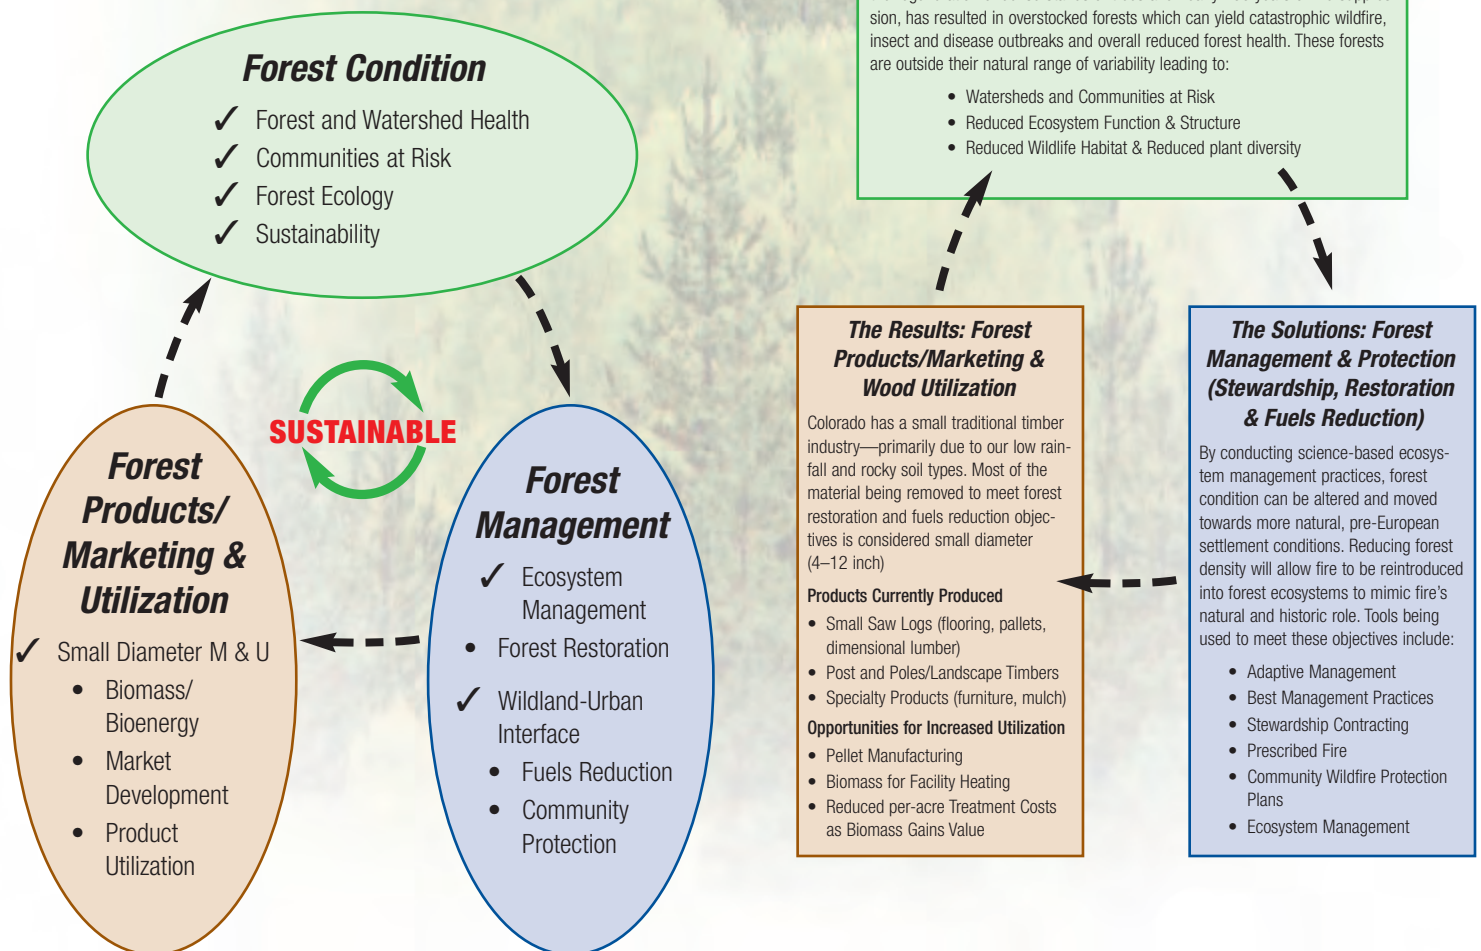 Forest Condition
✓ Forest and Watershed Health
✓ Communities at Risk
✓ Forest Ecology
✓ Sustainability
SUSTAINABLE
Forest
Products/
Marketing &
Utilization
✓ Small Diameter M & U
• Biomass/
Bioenergy
• Market
Development
• Product
Utilization
Forest
Management
✓ Ecosystem
Management
• Forest Restoration
✓ Wildland-Urban
Interface
• Fuels Reduction
• Community
Protection
sion, has resulted in overstocked forests which can yield catastrophic wildfire,
insect and disease outbreaks and overall reduced forest health. These forests
are outside their natural range of variability leading to:
• Watersheds and Communities at Risk
• Reduced Ecosystem Function & Structure
• Reduced Wildlife Habitat & Reduced plant diversity
The Results: Forest
Products/Marketing &
Wood Utilization
Colorado has a small traditional timber
industry—primarily due to our low rain-
fall and rocky soil types. Most of the
material being removed to meet forest
restoration and fuels reduction objec-
tives is considered small diameter
(4–12 inch)
Products Currently Produced
• Small Saw Logs (flooring, pallets,
dimensional lumber)
• Post and Poles/Landscape Timbers
• Specialty Products (furniture, mulch)
Opportunities for Increased Utilization
• Pellet Manufacturing
• Biomass for Facility Heating
• Reduced per-acre Treatment Costs
as Biomass Gains Value
The Solutions: Forest
Management & Protection
(Stewardship, Restoration
& Fuels Reduction)
By conducting science-based ecosys-
tem management practices, forest
condition can be altered and moved
towards more natural, pre-European
settlement conditions. Reducing forest
density will allow fire to be reintroduced
into forest ecosystems to mimic fire’s
natural and historic role. Tools being
used to meet these objectives include:
• Adaptive Management
• Best Management Practices
• Stewardship Contracting
• Prescribed Fire
• Community Wildfire Protection
Plans
• Ecosystem Management